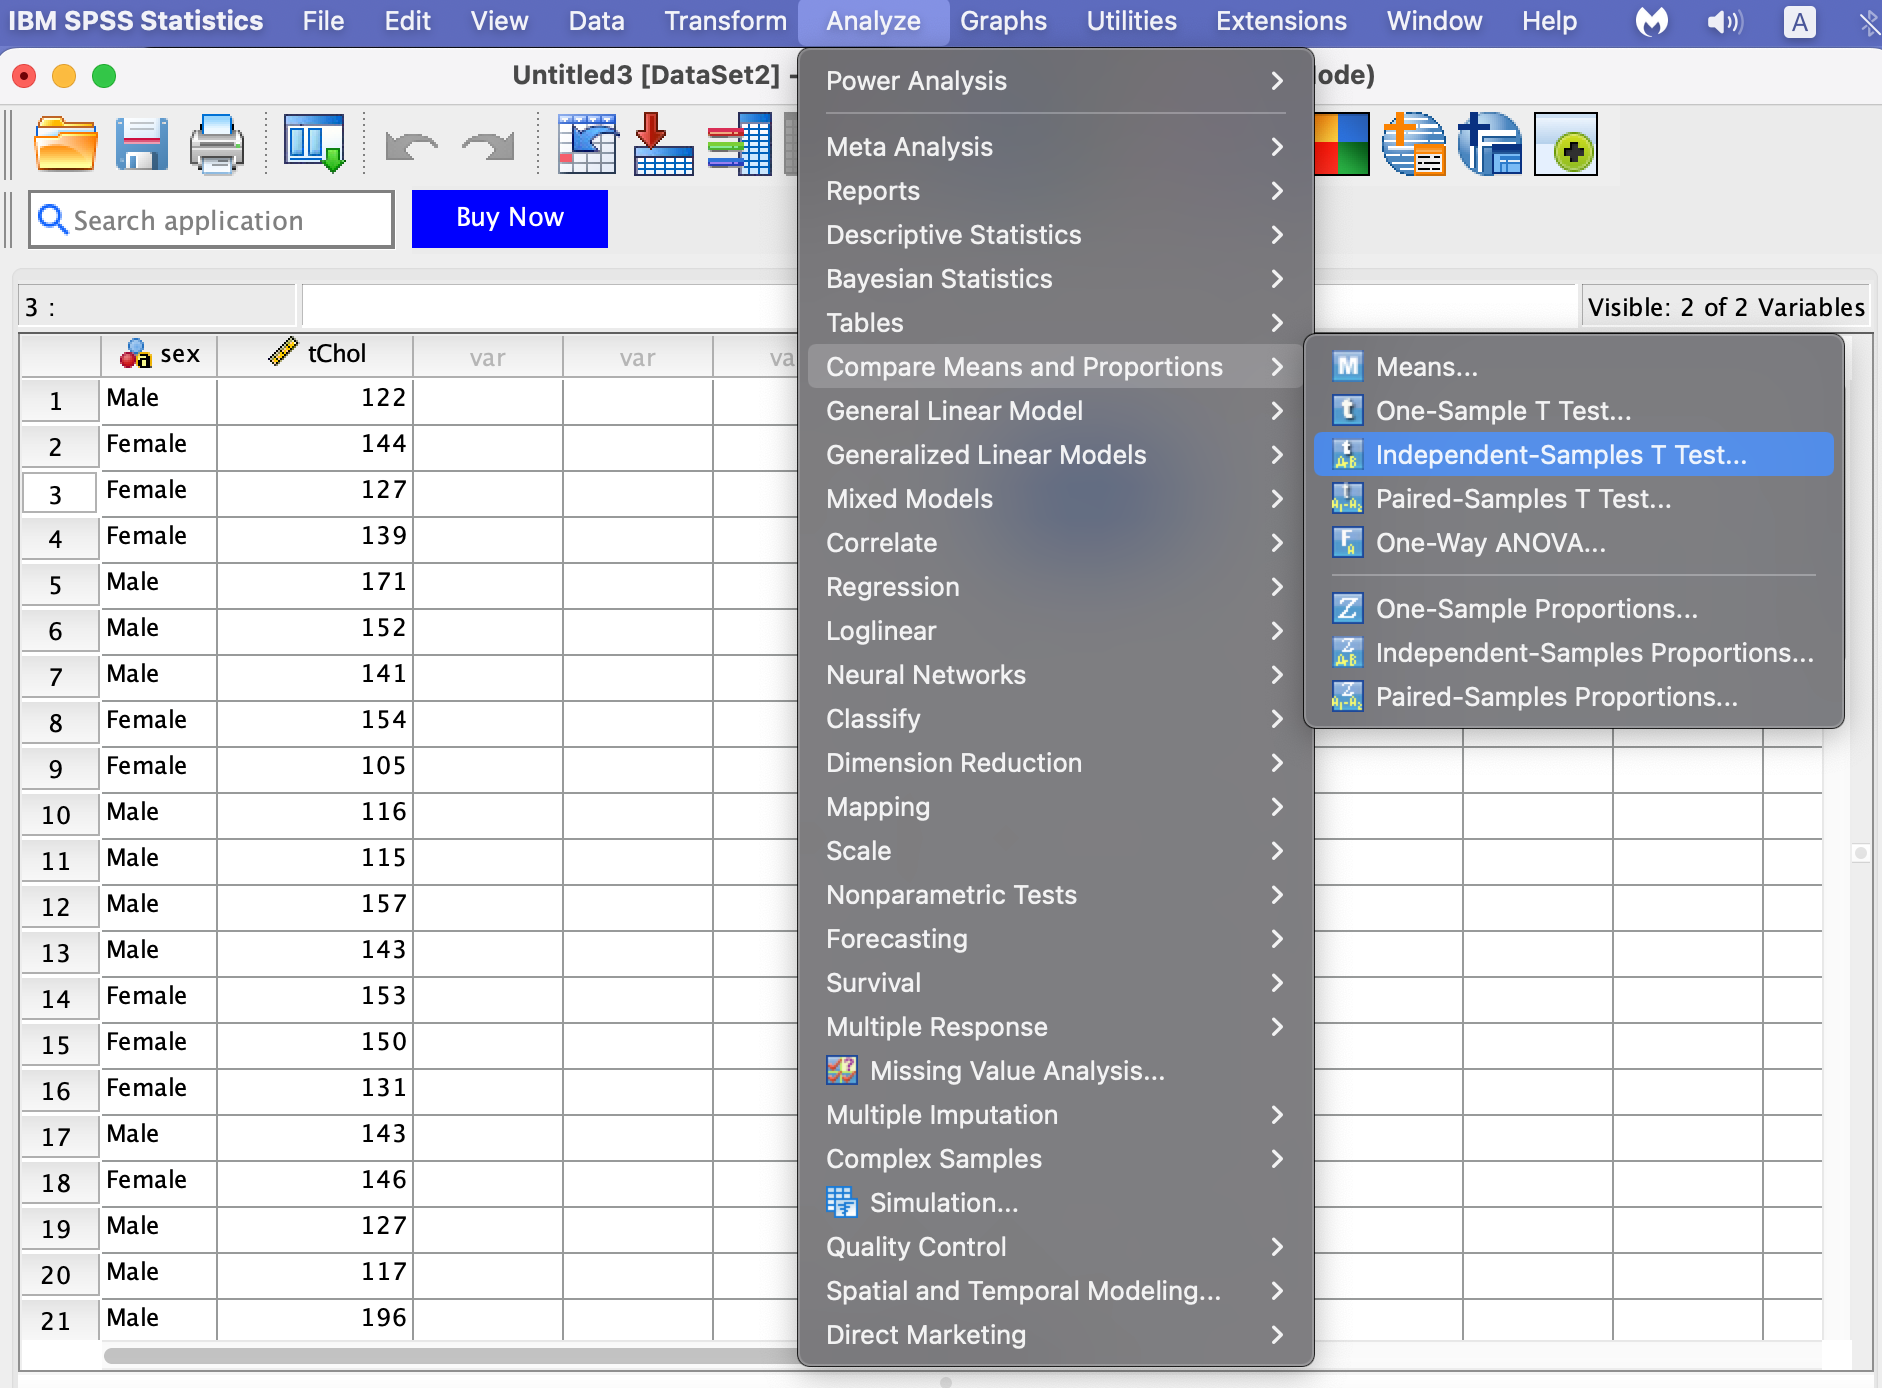 IBM SPSS Statistics File Edit View Data Transform Analyze Graphs Utilities Extensions Window Help A
Untitled3 [DataSet2] - ode)
Search application
Buy Now
3 :
Visible: 2 of 2 Variables
sex tChol var var va
1 Male 122
2 Female 144
3 Female 127
4 Female 139
5 Male 171
6 Male 152
7 Male 141
8 Female 154
9 Female 105
10 Male 116
11 Male 115
12 Male 157
13 Male 143
14 Female 153
15 Female 150
16 Female 131
17 Male 143
18 Female 146
19 Male 127
20 Male 117
21 Male 196
Power Analysis
Meta Analysis
Reports
Descriptive Statistics
Bayesian Statistics
Tables
Compare Means and Proportions
General Linear Model
Generalized Linear Models
Mixed Models
Correlate
Regression
Loglinear
Neural Networks
Classify
Dimension Reduction
Mapping
Scale
Nonparametric Tests
Forecasting
Survival
Multiple Response
Missing Value Analysis...
Multiple Imputation
Complex Samples
Simulation...
Quality Control
Spatial and Temporal Modeling...
Direct Marketing
Means...
One-Sample T Test...
Independent-Samples T Test...
Paired-Samples T Test...
One-Way ANOVA...
One-Sample Proportions...
Independent-Samples Proportions...
Paired-Samples Proportions...